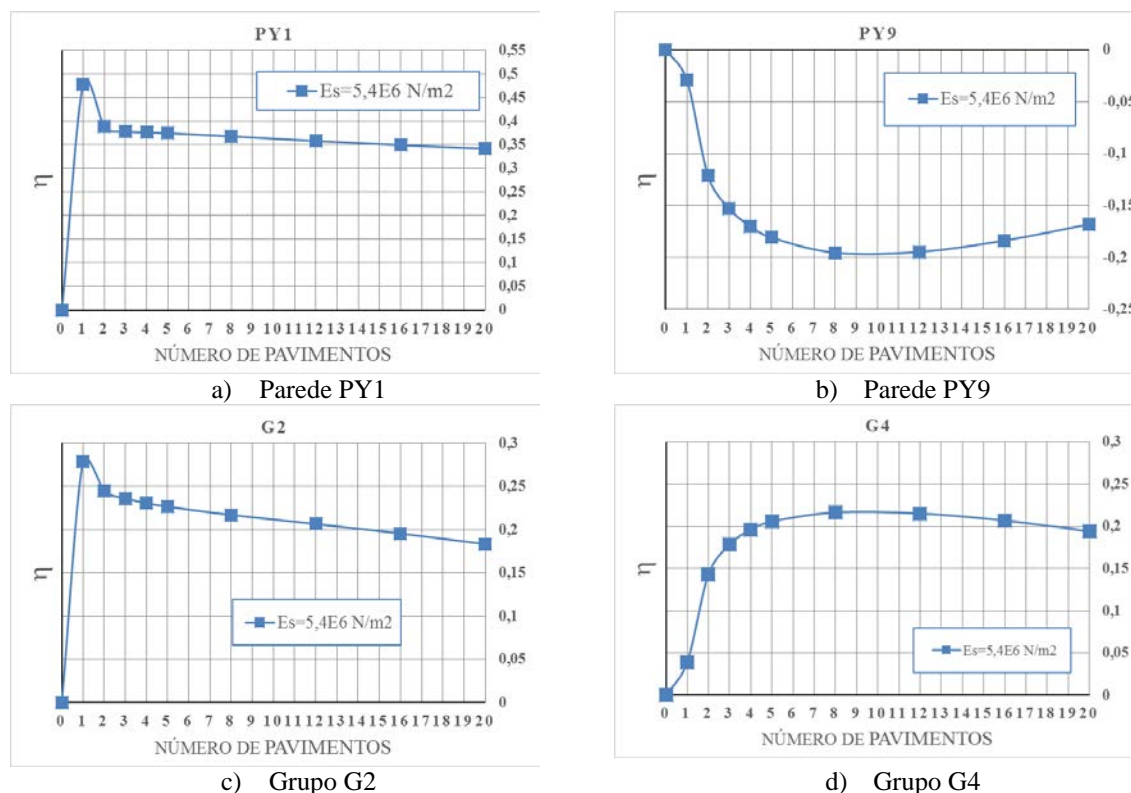 PY1
0,55
0,5
0,45
0,4
0,35
0,3
0,25
0,2
0,15
0,1
0,05
0
Es=5,4E6 N/m2
η
0 1 2 3 4 5 6 7 8 9 10 11 12 13 14 15 16 17 18 19 20
NÚMERO DE PAVIMENTOS
a) Parede PY1
PY9
0
-0,05
-0,1
-0,15
-0,2
-0,25
Es=5,4E6 N/m2
η
0 1 2 3 4 5 6 7 8 9 10 11 12 13 14 15 16 17 18 19 20
NÚMERO DE PAVIMENTOS
b) Parede PY9
G2
0,3
0,25
0,2
0,15
0,1
0,05
0
Es=5,4E6 N/m2
η
0 1 2 3 4 5 6 7 8 9 10 11 12 13 14 15 16 17 18 19 20
NÚMERO DE PAVIMENTOS
c) Grupo G2
G4
0,3
0,25
0,2
0,15
0,1
0,05
0
Es=5,4E6 N/m2
η
0 1 2 3 4 5 6 7 8 9 10 11 12 13 14 15 16 17 18 19 20
NÚMERO DE PAVIMENTOS
d) Grupo G4